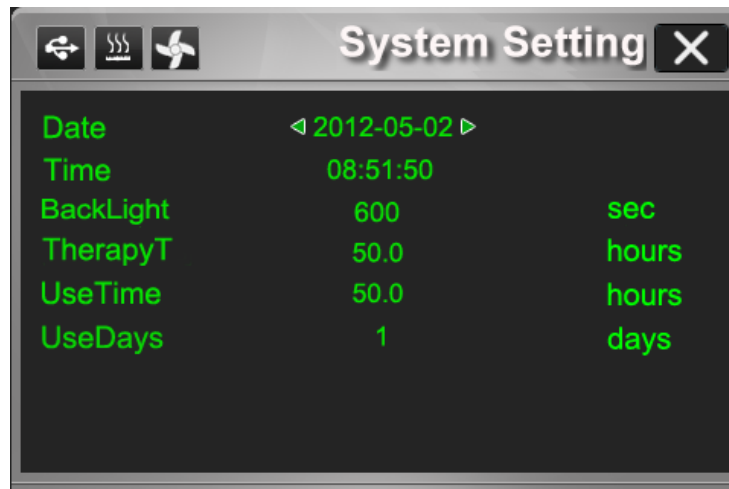 System Setting
Date 2012-05-02
Time 08:51:50
BackLight 600 sec
TherapyT 50.0 hours
UseTime 50.0 hours
UseDays 1 days